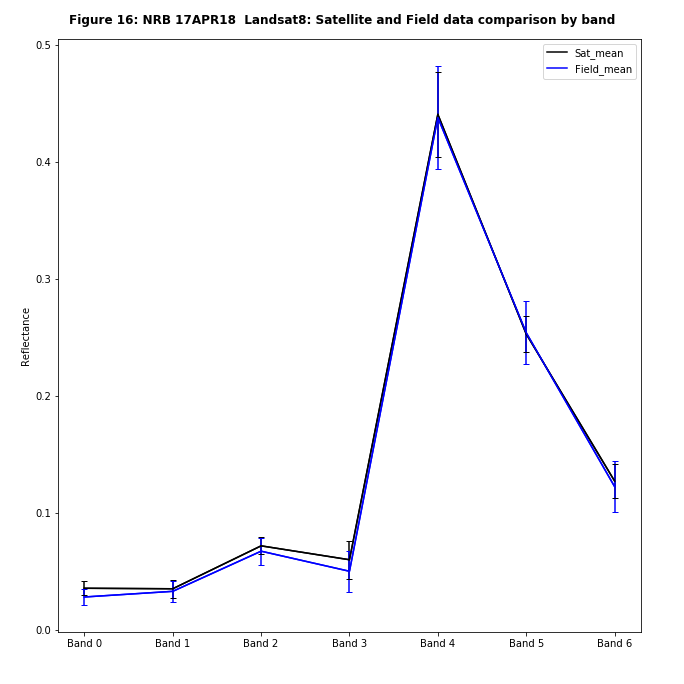 Figure 16: NRB 17APR18  Landsat8: Satellite and Field data comparison by band
Sat_mean
Field_mean
Reflectance
0.5
0.4
0.3
0.2
0.1
0.0
Band 0
Band 1
Band 2
Band 3
Band 4
Band 5
Band 6